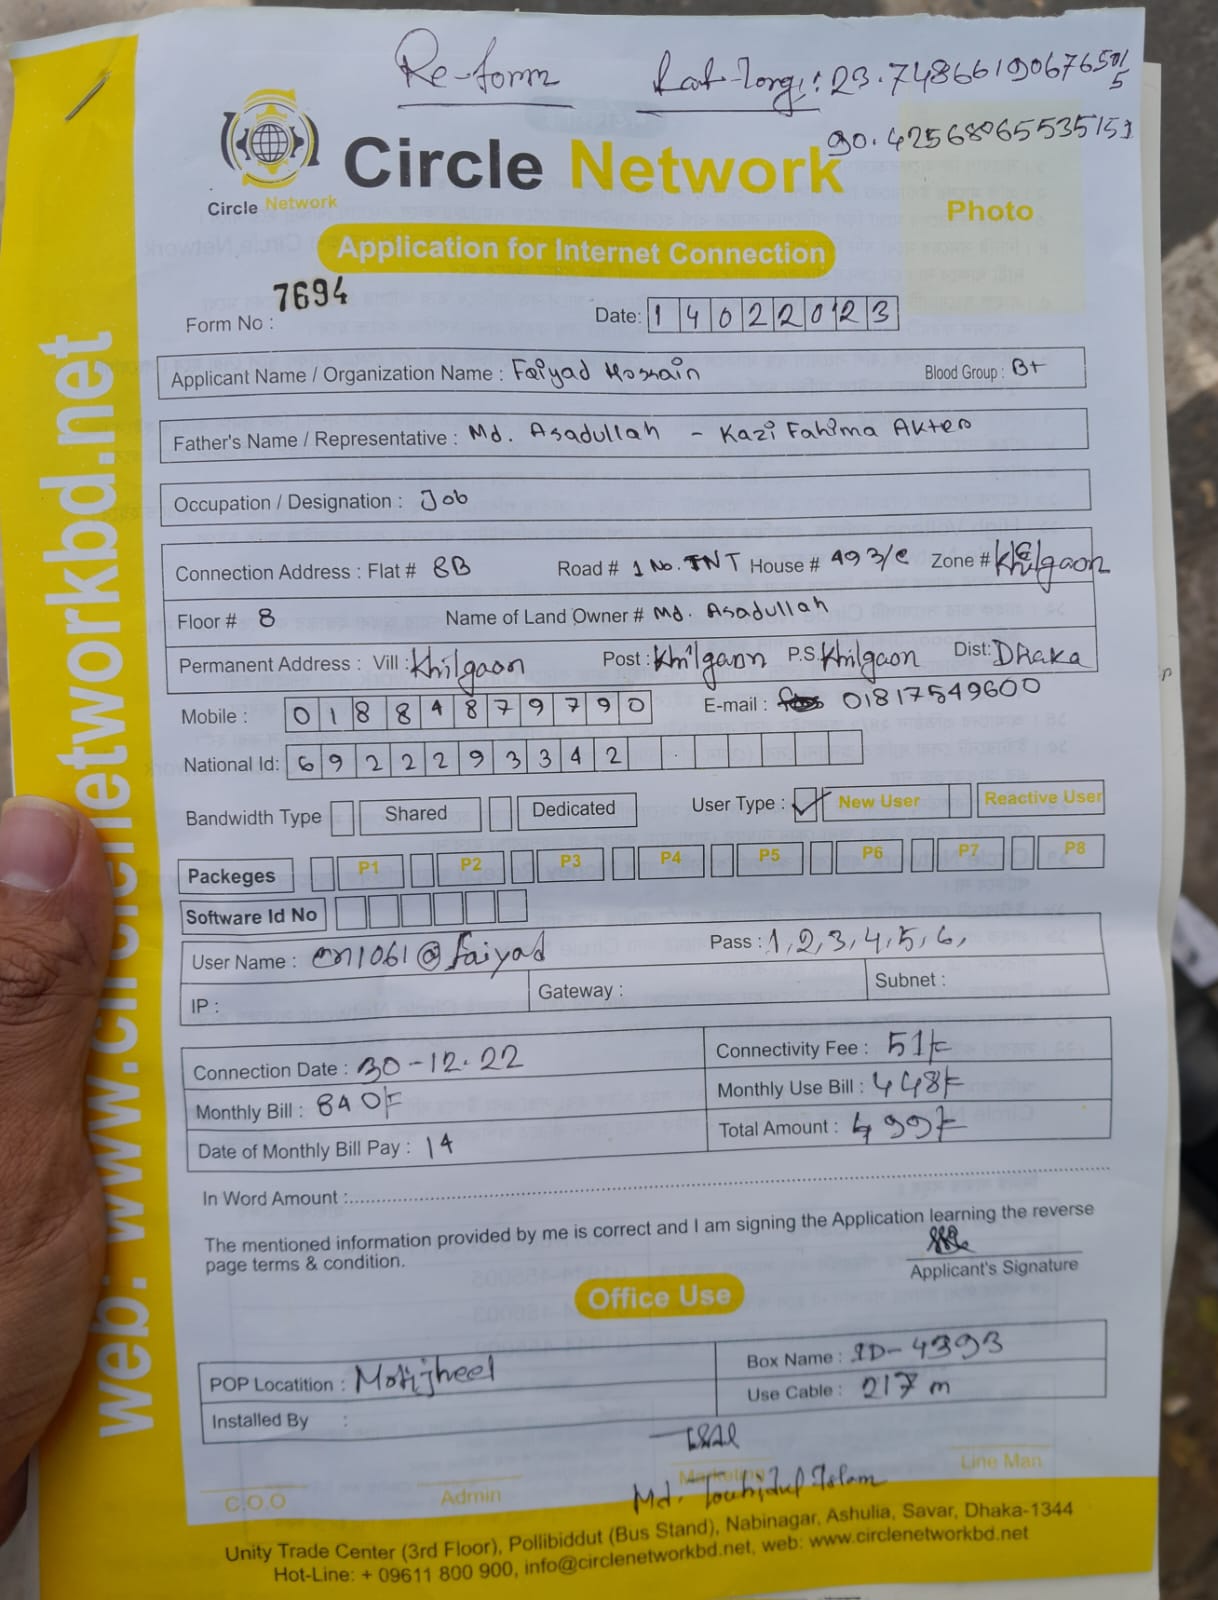 Re-form Lat-Long: 23.74866190676501/5
90.42568065535151
Circle Network
Circle Network
Photo
Application for Internet Connection
Form No : 7694
Date: 14022023
Applicant Name / Organization Name : Faiyad Hossain Blood Group : B+
Father's Name / Representative : Md. Asadullah - Kazi Fahima Akter
Occupation / Designation : Job
Connection Address : Flat # 8B Road # 1 No. TNT House # 493/C Zone # Khilgaon
Floor # 8 Name of Land Owner # Md. Asadullah
Permanent Address : Vill : Khilgaon Post : Khilgaon P.S. Khilgaon Dist: Dhaka
Mobile : 01884879790 E-mail : 01817549600
National Id: 6922293342
Bandwidth Type Shared Dedicated User Type : ✓ New User Reactive User
Packeges P1 P2 P3 P4 P5 P6 P7 P8
Software Id No
User Name : cn1061@faiyad Pass : 1,2,3,4,5,6,
IP : Gateway : Subnet :
Connection Date : 30-12-22 Connectivity Fee : 51/=
Monthly Bill : 840/= Monthly Use Bill : 448/=
Date of Monthly Bill Pay : 14 Total Amount : 499/=
In Word Amount :
The mentioned information provided by me is correct and I am signing the Application learning the reverse
page terms & condition.
Applicant's Signature
Office Use
POP Locatition : Motijheel Box Name : ID-4393
Installed By : Use Cable : 217 m
C.O.O Admin Marketing Line Man
Md. Touhidul Islam
Unity Trade Center (3rd Floor), Pollibiddut (Bus Stand), Nabinagar, Ashulia, Savar, Dhaka-1344
Hot-Line: + 09611 800 900, info@circlenetworkbd.net, web: www.circlenetworkbd.net
web: www.circlenetworkbd.net